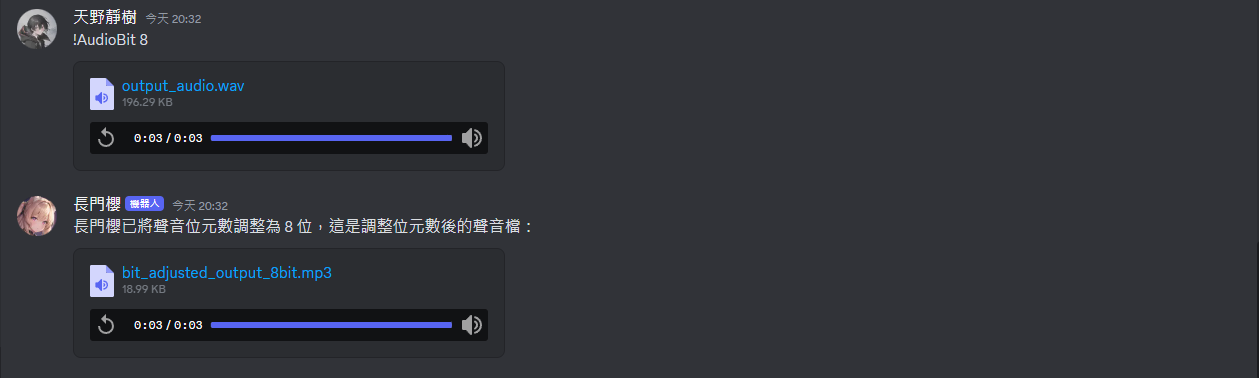 天野靜樹 今天 20:32
!AudioBit 8
output_audio.wav
196.29 KB
0:03 / 0:03
長門櫻 機器人 今天 20:32
長門櫻已將聲音位元數調整為 8 位，這是調整位元數後的聲音檔：
bit_adjusted_output_8bit.mp3
18.99 KB
0:03 / 0:03